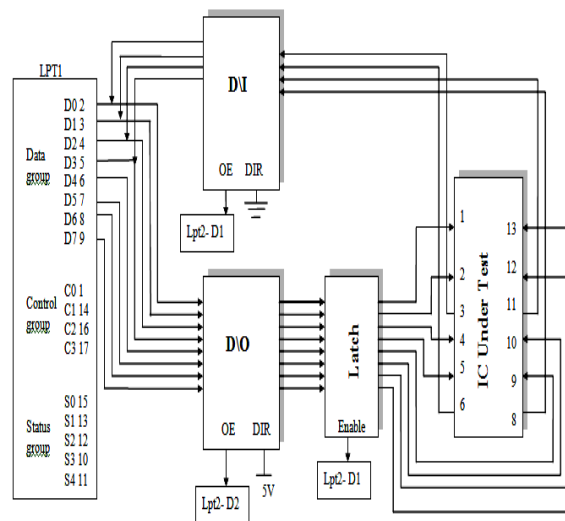 LPT1
Data group
D0 2
D1 3
D2 4
D3 5
D4 6
D5 7
D6 8
D7 9
Control group
C0 1
C1 14
C2 16
C3 17
Status group
S0 15
S1 13
S2 12
S3 10
S4 11
D\I
OE DIR
Lpt2- D1
D\O
OE DIR
Lpt2- D2
5V
Latch
Enable
Lpt2- D1
IC Under Test
1
2
3
4
5
6
13
12
11
10
9
8